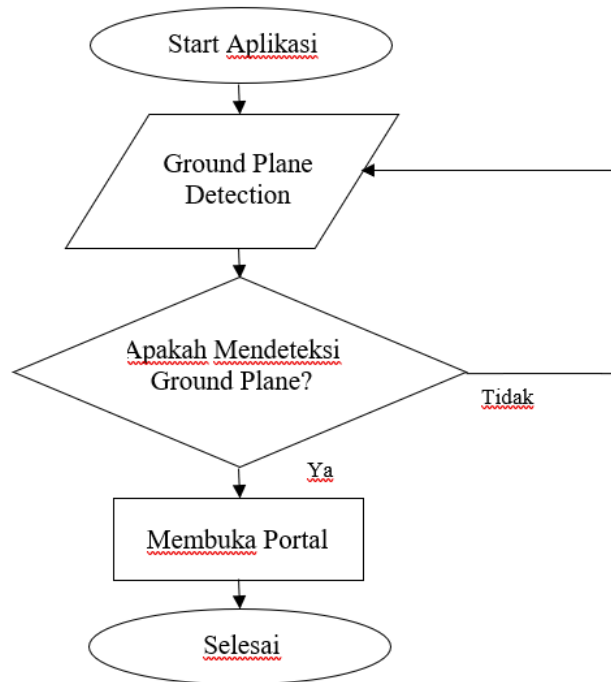 Start Aplikasi
Ground Plane
Detection
Apakah Mendeteksi
Ground Plane?
Tidak
Ya
Membuka Portal
Selesai